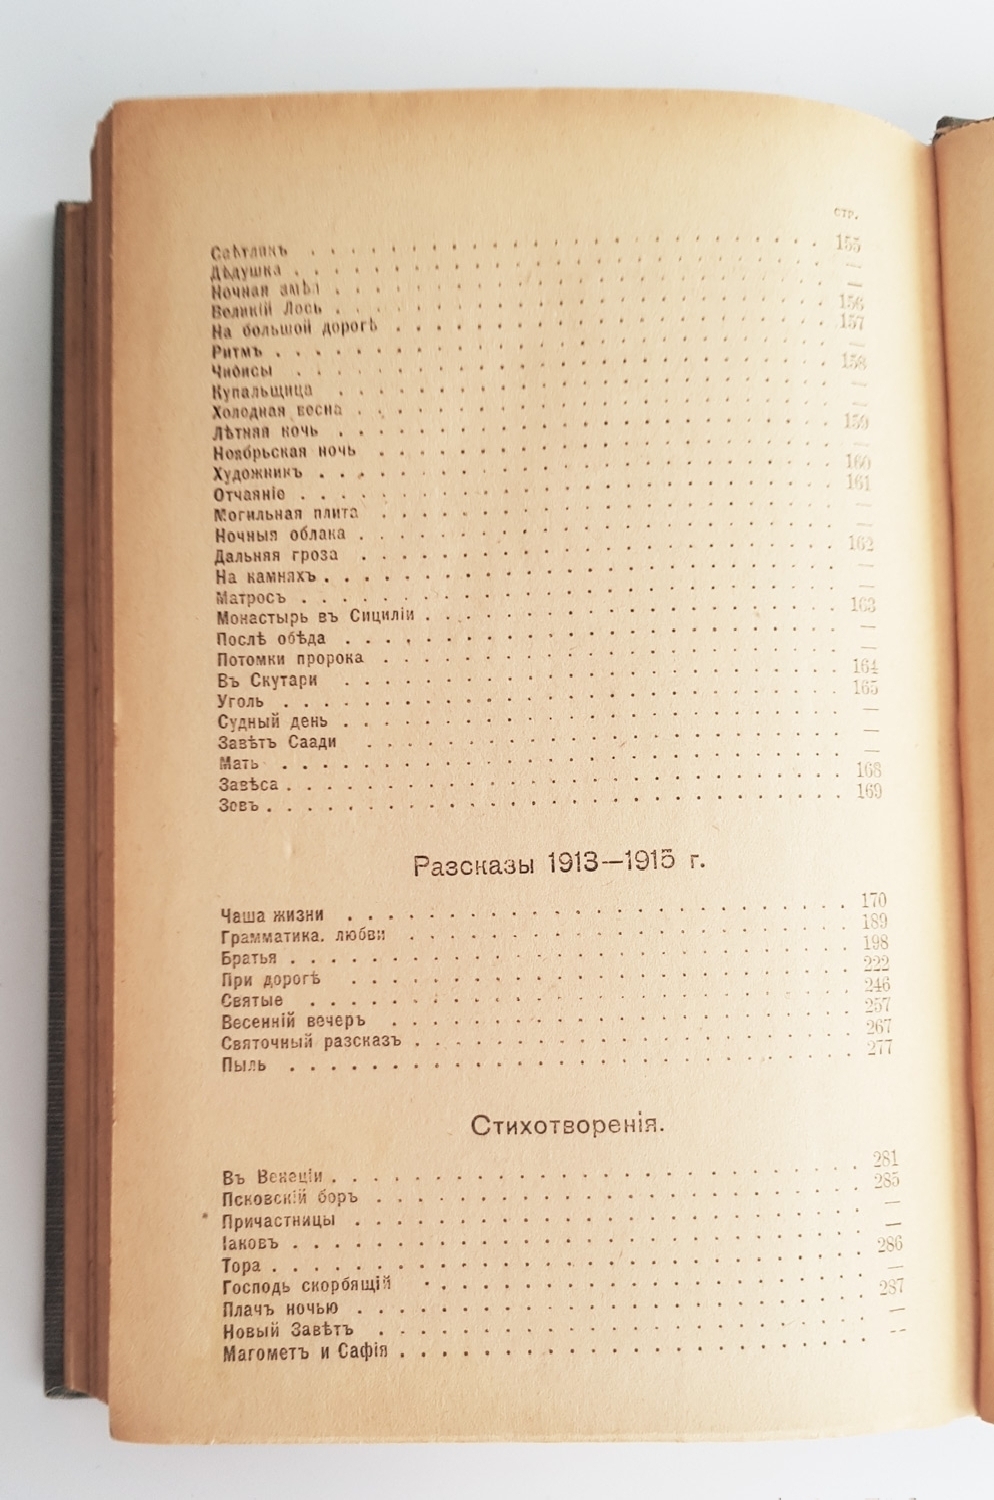 стр.
Свѣтлякъ . . . 155
Дѣдушка . . . —
Ночная змѣя . . . —
Великій Лось . . . 156
На большой дорогѣ . . . 157
Ритмъ . . . —
Чибисы . . . 158
Купальщица . . . —
Холодная весна . . . —
Лѣтняя ночь . . . 159
Ноябрьская ночь . . . —
Художникъ . . . 160
Отчаяніе . . . 161
Могильная плита . . . —
Ночныя облака . . . —
Дальняя гроза . . . 162
На камняхъ . . . —
Матросъ . . . —
Монастырь въ Сициліи . . . 163
Послѣ обѣда . . . —
Потомки пророка . . . —
Въ Скутари . . . 164
Уголь . . . 165
Судный день . . . —
Завѣтъ Саади . . . —
Мать . . . —
Завѣса . . . 168
Зовъ . . . 169
Разсказы 1913—1915 г.
Чаша жизни . . . 170
Грамматика. любви . . . 189
Братья . . . 198
При дорогѣ . . . 222
Святые . . . 246
Весенній вечеръ . . . 257
Святочный разсказъ . . . 267
Пыль . . . 277
Стихотворенія.
Въ Венеціи . . . 281
Псковскій боръ . . . 285
Причастницы . . . —
Іаковъ . . . —
Тора . . . 286
Господь скорбящій . . . —
Плачъ ночью . . . 287
Новый Завѣтъ . . . —
Магометъ и Сафія . . . —